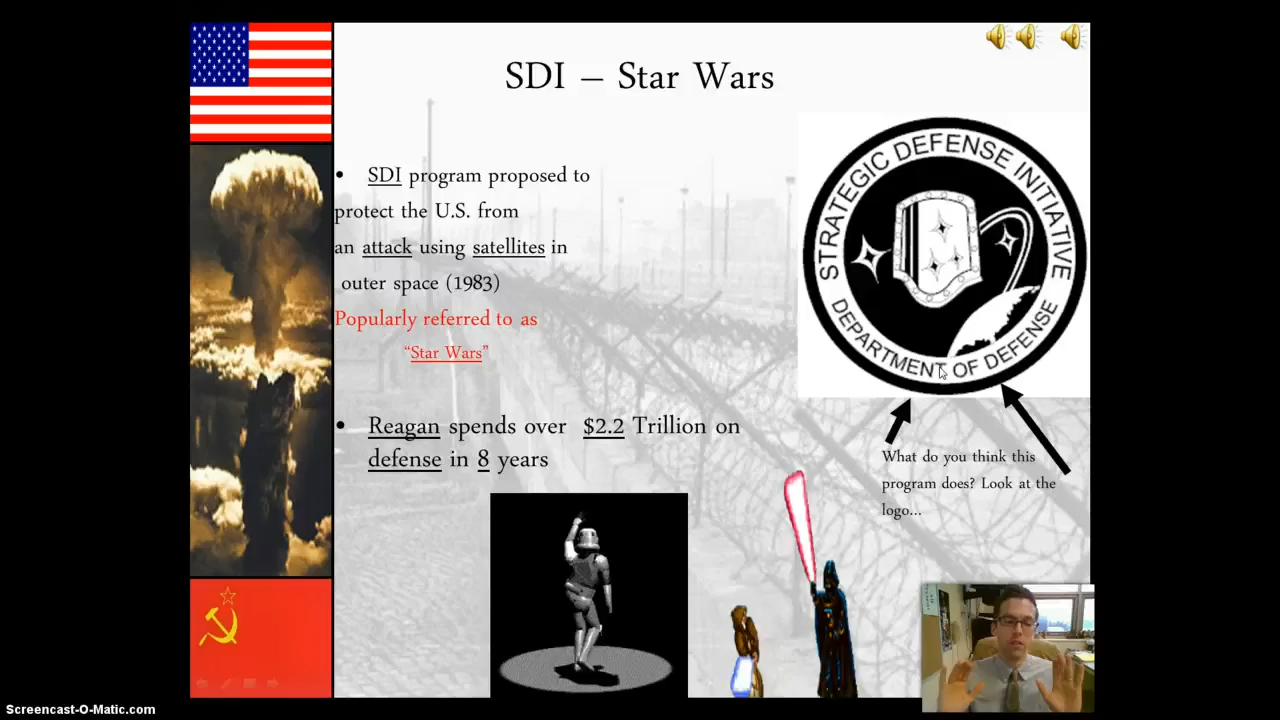 SDI – Star Wars
• SDI program proposed to
protect the U.S. from
an attack using satellites in
outer space (1983)
Popularly referred to as
“Star Wars”
• Reagan spends over $2.2 Trillion on
defense in 8 years
STRATEGIC DEFENSE INITIATIVE
DEPARTMENT OF DEFENSE
What do you think this
program does? Look at the
logo...
Screencast-O-Matic.com